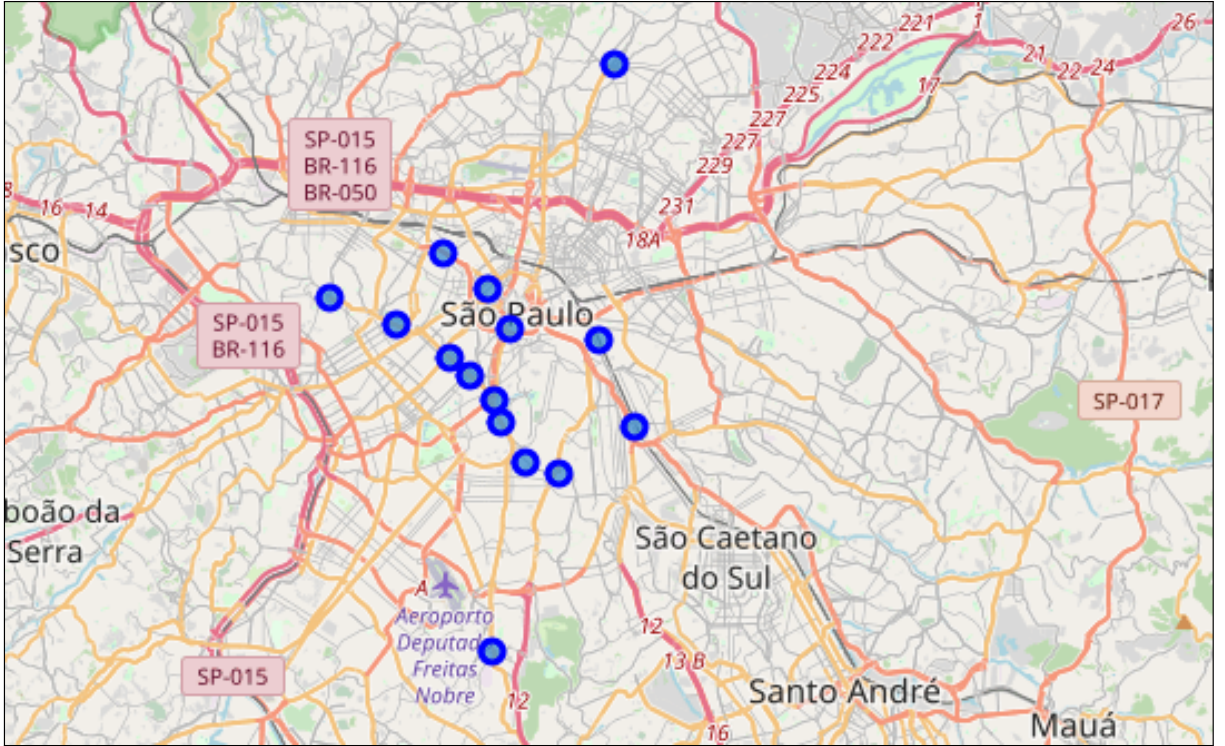 221
1
26
222
21
22
24
224
17
225
227
SP-015
BR-116
BR-050
227
229
16
14
231
18A
sco
São Paulo
SP-015
BR-116
SP-017
boão da
Serra
São Caetano
do Sul
A
Aeroporto
Deputad
Freitas
Nobre
12
13 B
SP-015
12
Santo André
16
Mauá